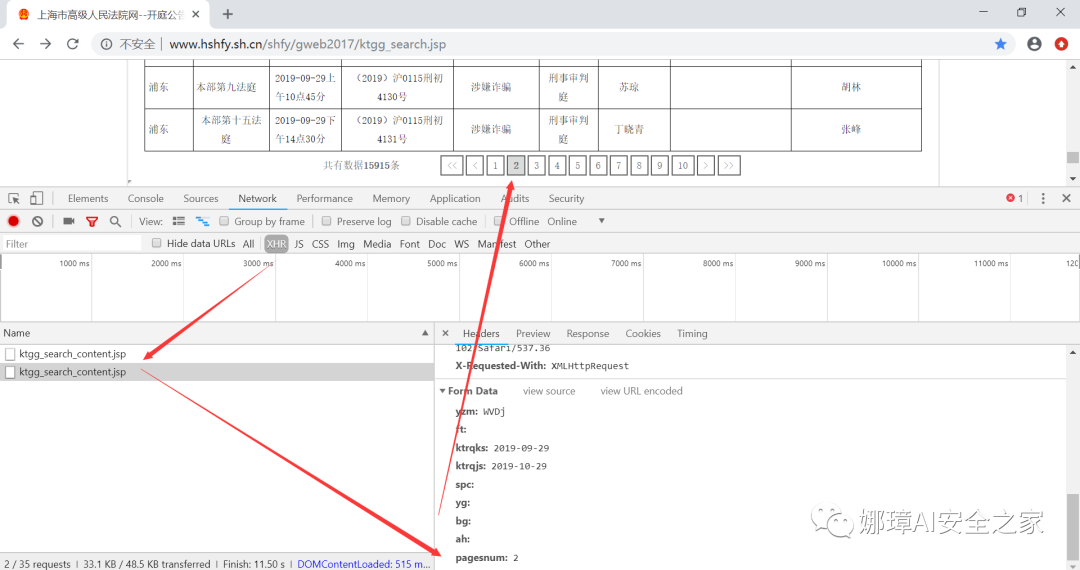 上海市高级人民法院网--开庭公告
不安全 www.hshfy.sh.cn/shfy/gweb2017/ktgg_search.jsp
浦东 本部第九法庭 2019-09-29上午10点45分 （2019）沪0115刑初4130号 涉嫌诈骗 刑事审判庭 苏琼 胡林
浦东 本部第十五法庭 2019-09-29下午14点30分 （2019）沪0115刑初4131号 涉嫌诈骗 刑事审判庭 丁晓青 张峰
共有数据15915条 << < 1 2 3 4 5 6 7 8 9 10 > >>
Elements Console Sources Network Performance Memory Application Audits Security 1
View: Group by frame Preserve log Disable cache Offline Online
Filter Hide data URLs All XHR JS CSS Img Media Font Doc WS Manifest Other
1000 ms 2000 ms 3000 ms 4000 ms 5000 ms 6000 ms 7000 ms 8000 ms 9000 ms 10000 ms 11000 ms 120
Name
ktgg_search_content.jsp
ktgg_search_content.jsp
Headers Preview Response Cookies Timing
102 Safari/537.36
X-Requested-With: XMLHttpRequest
Form Data view source view URL encoded
yzm: WVDj
ft:
ktrqks: 2019-09-29
ktrqjs: 2019-10-29
spc:
yg:
bg:
ah:
pagesnum: 2
娜璋AI安全之家
2 / 35 requests | 33.1 KB / 48.5 KB transferred | Finish: 11.50 s | DOMContentLoaded: 515 m...